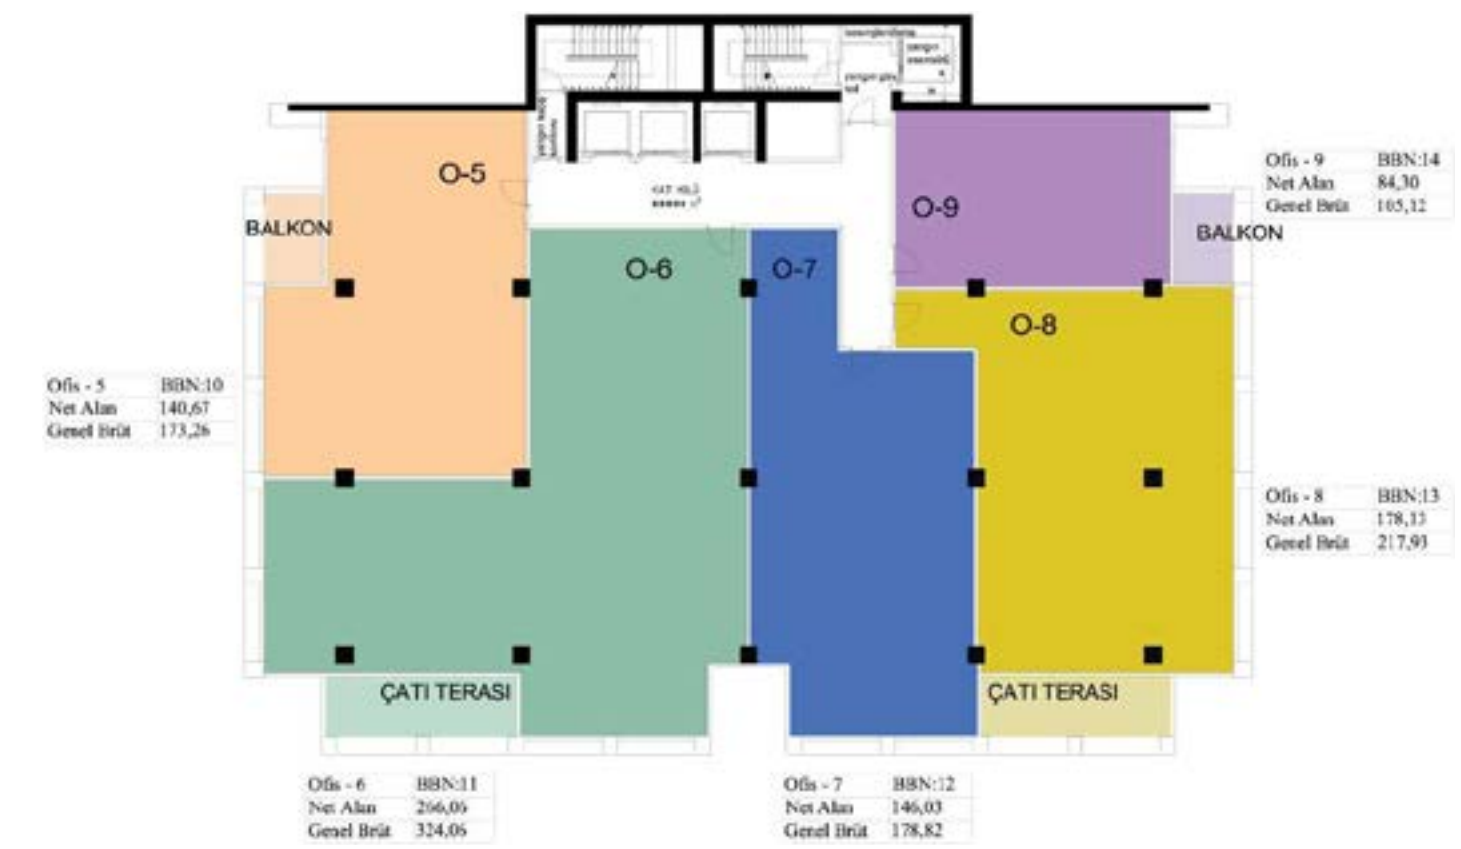 O-5
O-9
Ofis - 9 BBN:14
Net Alan 84,30
Genel Brüt 105,12
BALKON
BALKON
O-6
O-7
O-8
Ofis - 5 BBN:10
Net Alan 140,67
Genel Brüt 173,26
Ofis - 8 BBN:13
Net Alan 178,13
Genel Brüt 217,93
ÇATI TERASI
ÇATI TERASI
Ofis - 6 BBN:11
Net Alan 266,06
Genel Brüt 324,06
Ofis - 7 BBN:12
Net Alan 146,03
Genel Brüt 178,82